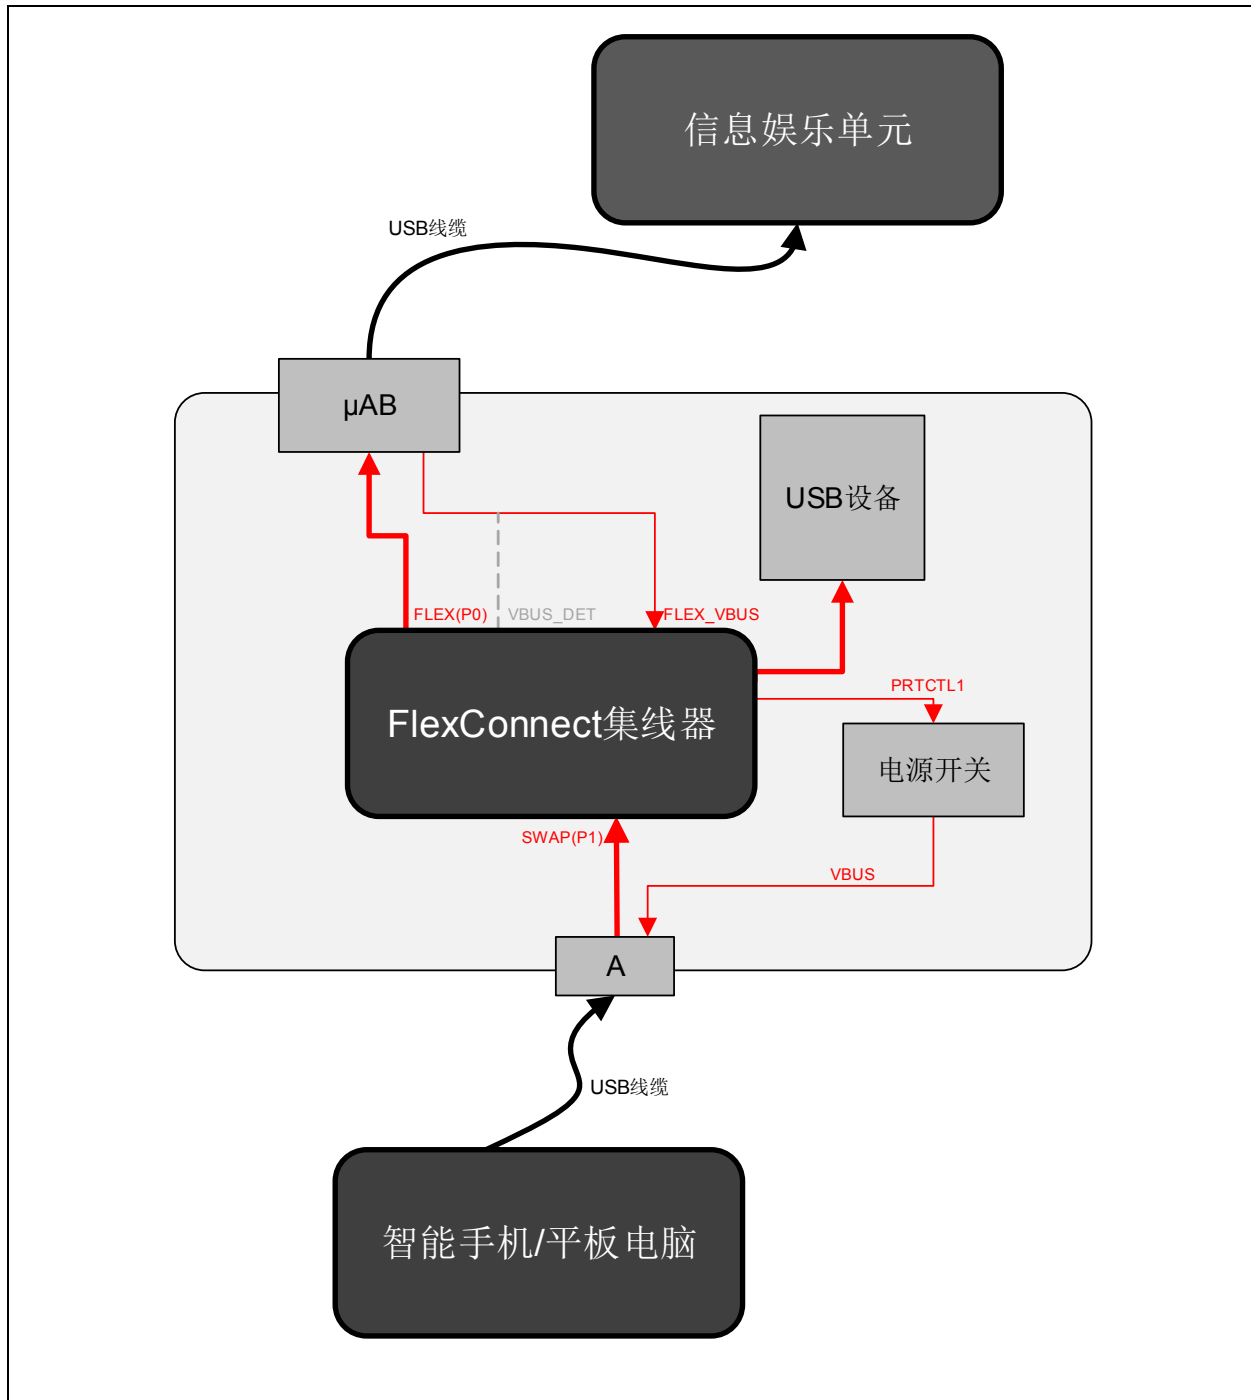 信息娱乐单元
USB线缆
µAB
USB设备
FLEX(P0)
VBUS_DET
FLEX_VBUS
PRTCTL1
FlexConnect集线器
电源开关
SWAP(P1)
VBUS
A
USB线缆
智能手机/平板电脑